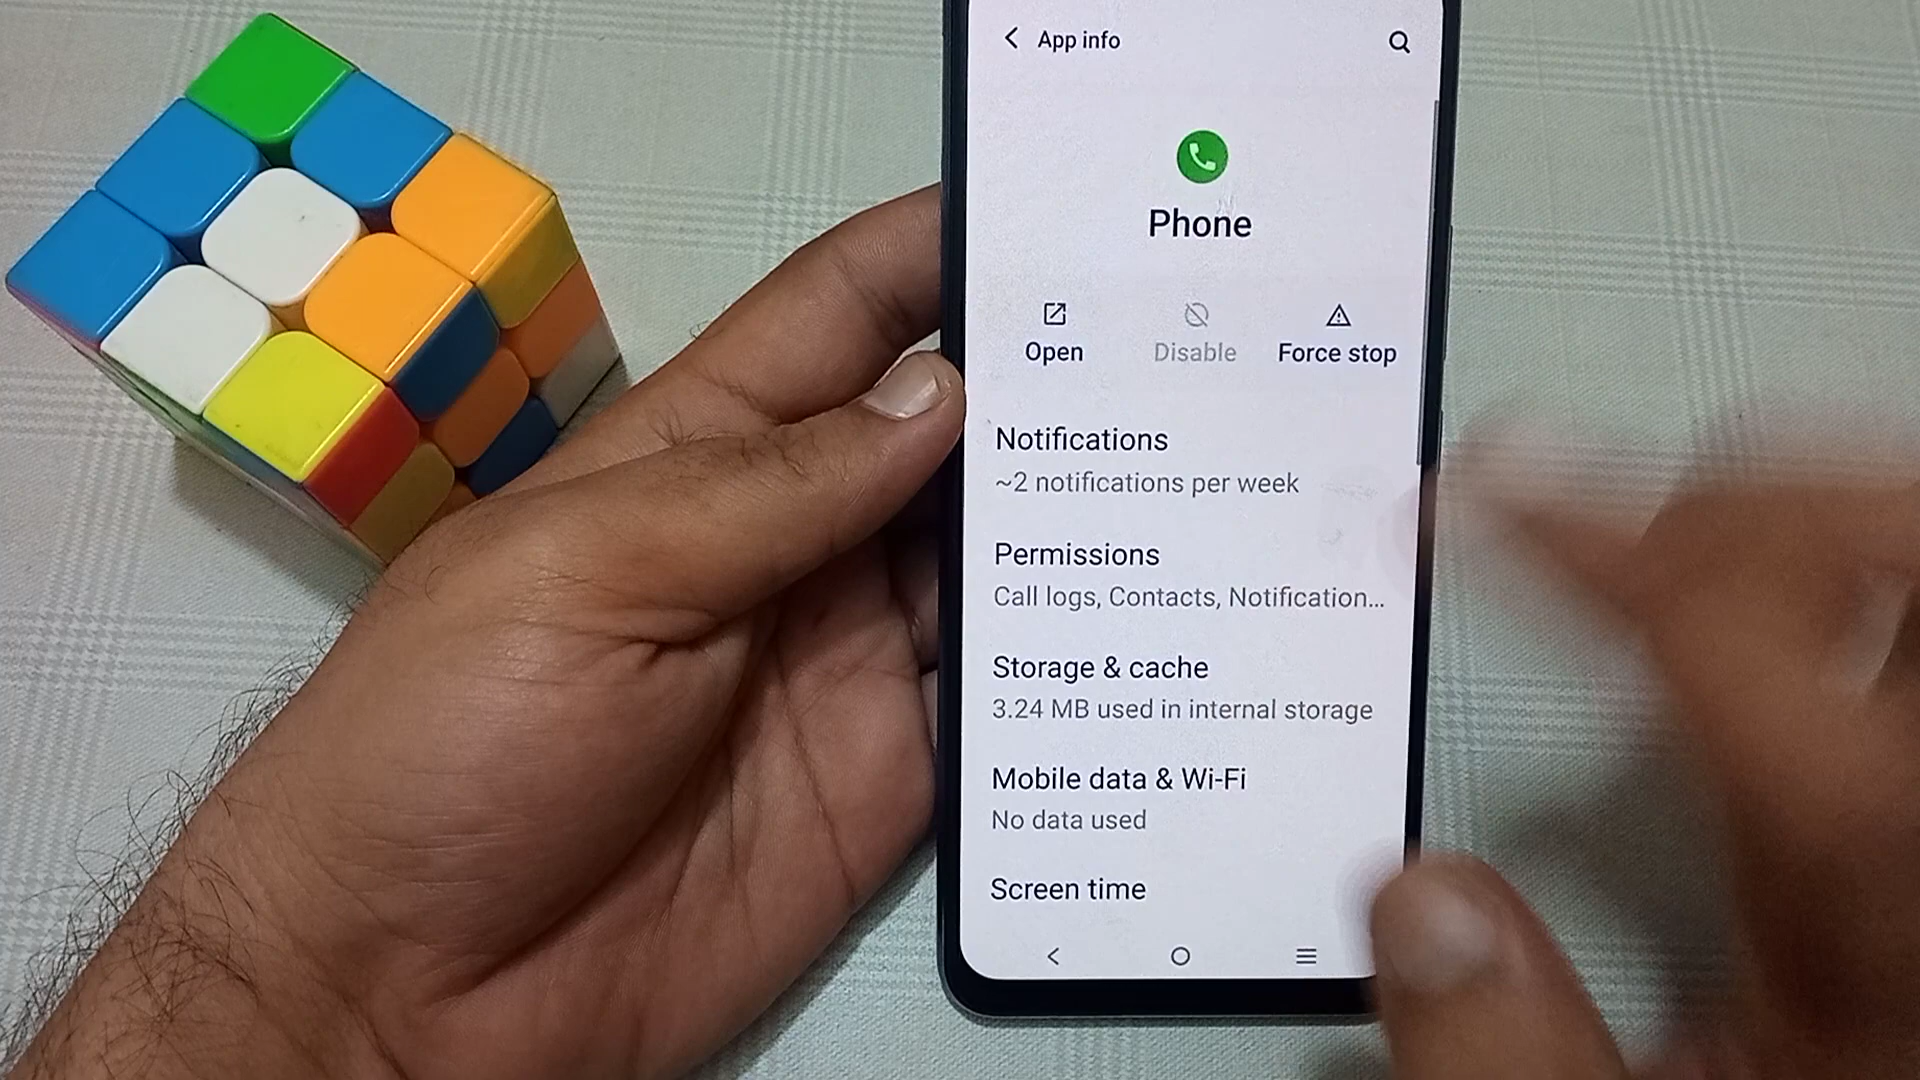 App info
Phone
Open
Disable
Force stop
Notifications
~2 notifications per week
Permissions
Call logs, Contacts, Notification...
Storage & cache
3.24 MB used in internal storage
Mobile data & Wi-Fi
No data used
Screen time